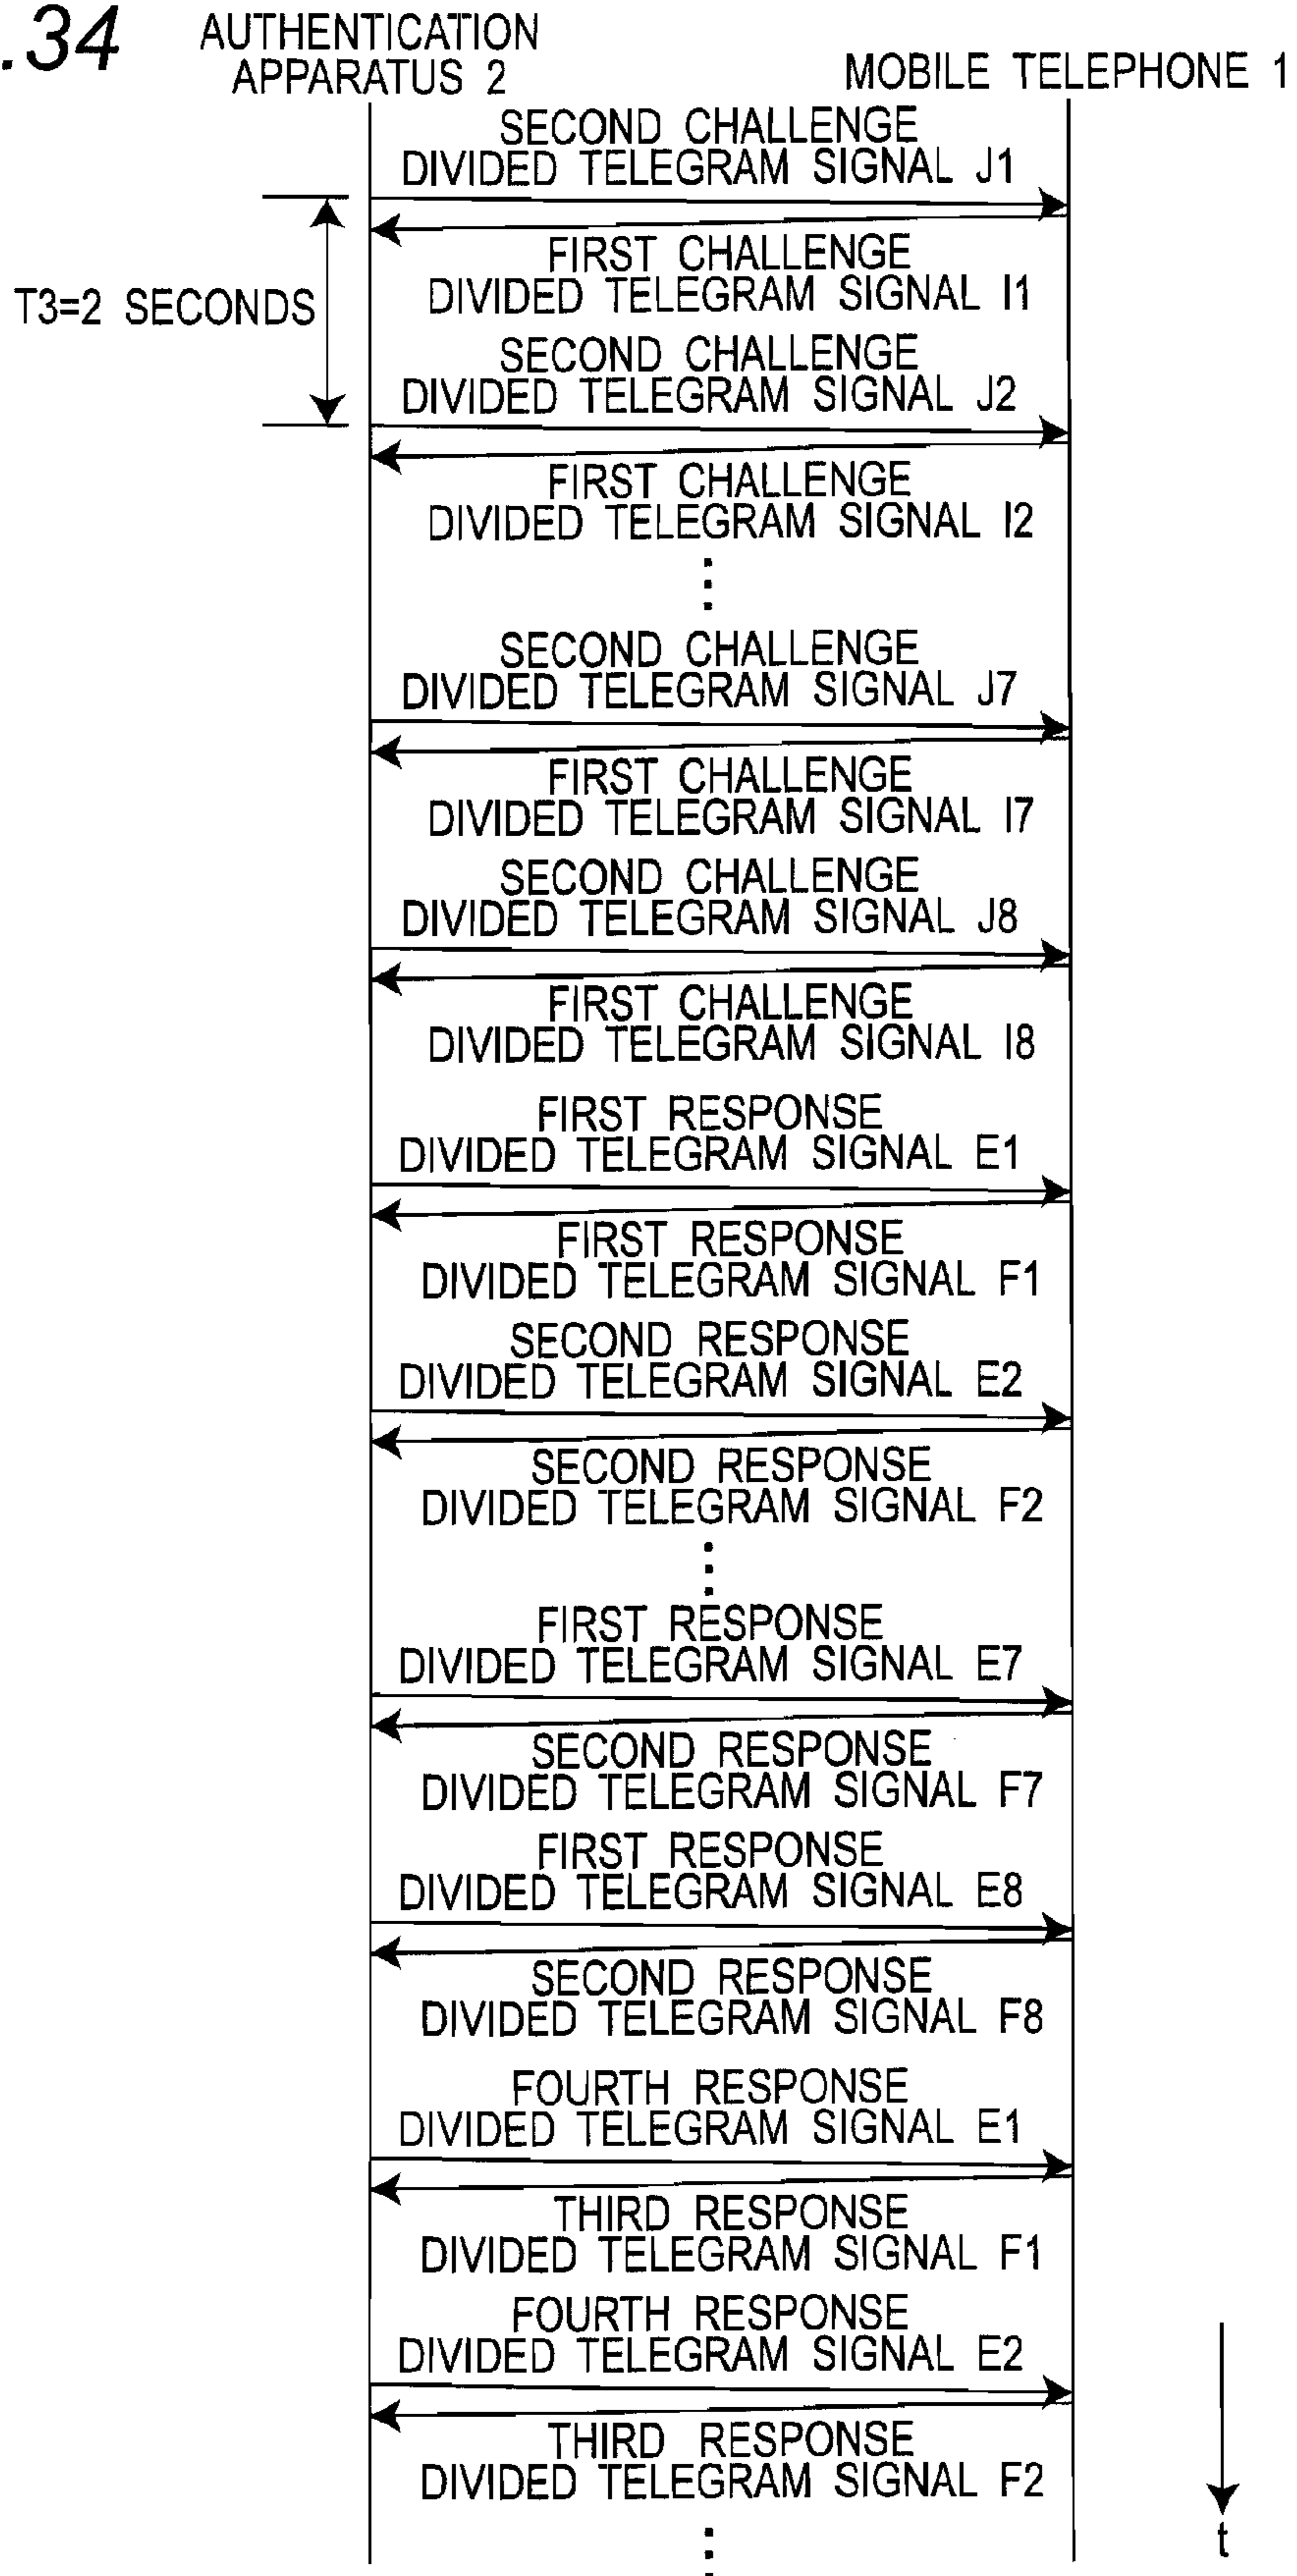 .34
AUTHENTICATION
APPARATUS 2
MOBILE TELEPHONE 1
SECOND CHALLENGE
DIVIDED TELEGRAM SIGNAL J1
FIRST CHALLENGE
DIVIDED TELEGRAM SIGNAL I1
T3=2 SECONDS
SECOND CHALLENGE
DIVIDED TELEGRAM SIGNAL J2
FIRST CHALLENGE
DIVIDED TELEGRAM SIGNAL I2
SECOND CHALLENGE
DIVIDED TELEGRAM SIGNAL J7
FIRST CHALLENGE
DIVIDED TELEGRAM SIGNAL I7
SECOND CHALLENGE
DIVIDED TELEGRAM SIGNAL J8
FIRST CHALLENGE
DIVIDED TELEGRAM SIGNAL I8
FIRST RESPONSE
DIVIDED TELEGRAM SIGNAL E1
FIRST RESPONSE
DIVIDED TELEGRAM SIGNAL F1
SECOND RESPONSE
DIVIDED TELEGRAM SIGNAL E2
SECOND RESPONSE
DIVIDED TELEGRAM SIGNAL F2
FIRST RESPONSE
DIVIDED TELEGRAM SIGNAL E7
SECOND RESPONSE
DIVIDED TELEGRAM SIGNAL F7
FIRST RESPONSE
DIVIDED TELEGRAM SIGNAL E8
SECOND RESPONSE
DIVIDED TELEGRAM SIGNAL F8
FOURTH RESPONSE
DIVIDED TELEGRAM SIGNAL E1
THIRD RESPONSE
DIVIDED TELEGRAM SIGNAL F1
FOURTH RESPONSE
DIVIDED TELEGRAM SIGNAL E2
THIRD RESPONSE
DIVIDED TELEGRAM SIGNAL F2
t